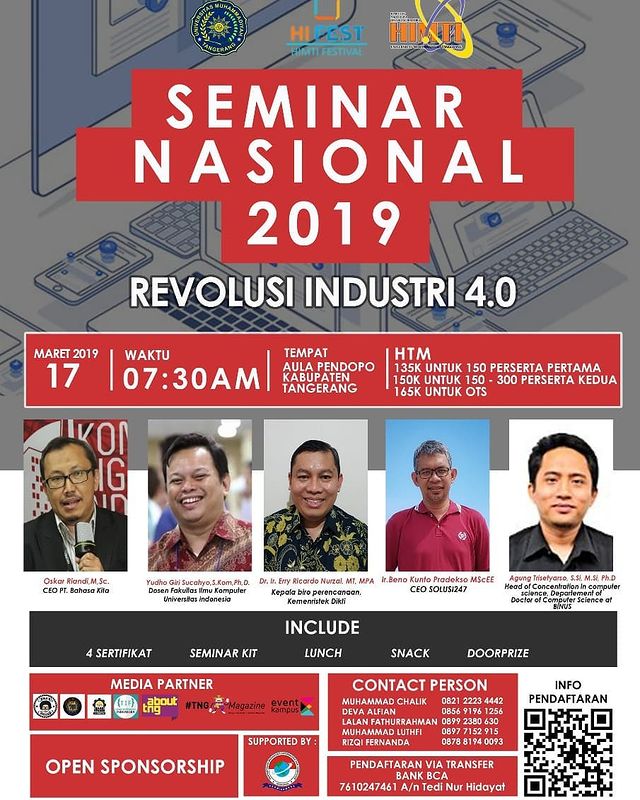 UNIVERSITAS MUHAMMADIYAH
TANGERANG
HIFEST
HIMTI FESTIVAL
HIMTI
SEMINAR
NASIONAL
2019
REVOLUSI INDUSTRI 4.0
MARET 2019
17
WAKTU
07:30AM
TEMPAT
AULA PENDOPO
KABUPATEN
TANGERANG
HTM
135K UNTUK 150 PERSERTA PERTAMA
150K UNTUK 150 - 300 PERSERTA KEDUA
165K UNTUK OTS
Oskar Riandi,M,Sc.
CEO PT. Bahasa Kita
Yudho Giri Sucahyo,S.Kom,Ph,D.
Dosen Fakultas Ilmu Komputer
Universitas indonesia
Dr. Ir. Erry Ricardo Nurzal, MT, MPA
Kepala biro perencanaan,
Kemenristek Dikti
Ir.Beno Kunto Pradekso MScEE
CEO SOLUSI247
Agung Trisetyarso, S.Si, M.Si, Ph.D
Head of Concentration in computer
science, Departement of
Doctor of Computer Science at
BINUS
INCLUDE
4 SERTIFIKAT SEMINAR KIT LUNCH SNACK DOORPRIZE
MEDIA PARTNER
about
tng
#TNG
Magazine
event
kampus
OPEN SPONSORSHIP
SUPPORTED BY :
CONTACT PERSON
MUHAMMAD CHALIK 0821 2223 4442
DEVA ALFIAN 0856 9196 1256
LALAN FATHURRAHMAN 0899 2380 630
MUHAMMAD LUTHFI 0897 7152 915
RIZQI FERNANDA 0878 8194 0093
PENDAFTARAN VIA TRANSFER
BANK BCA
7610247461 A/n Tedi Nur Hidayat
INFO
PENDAFTARAN